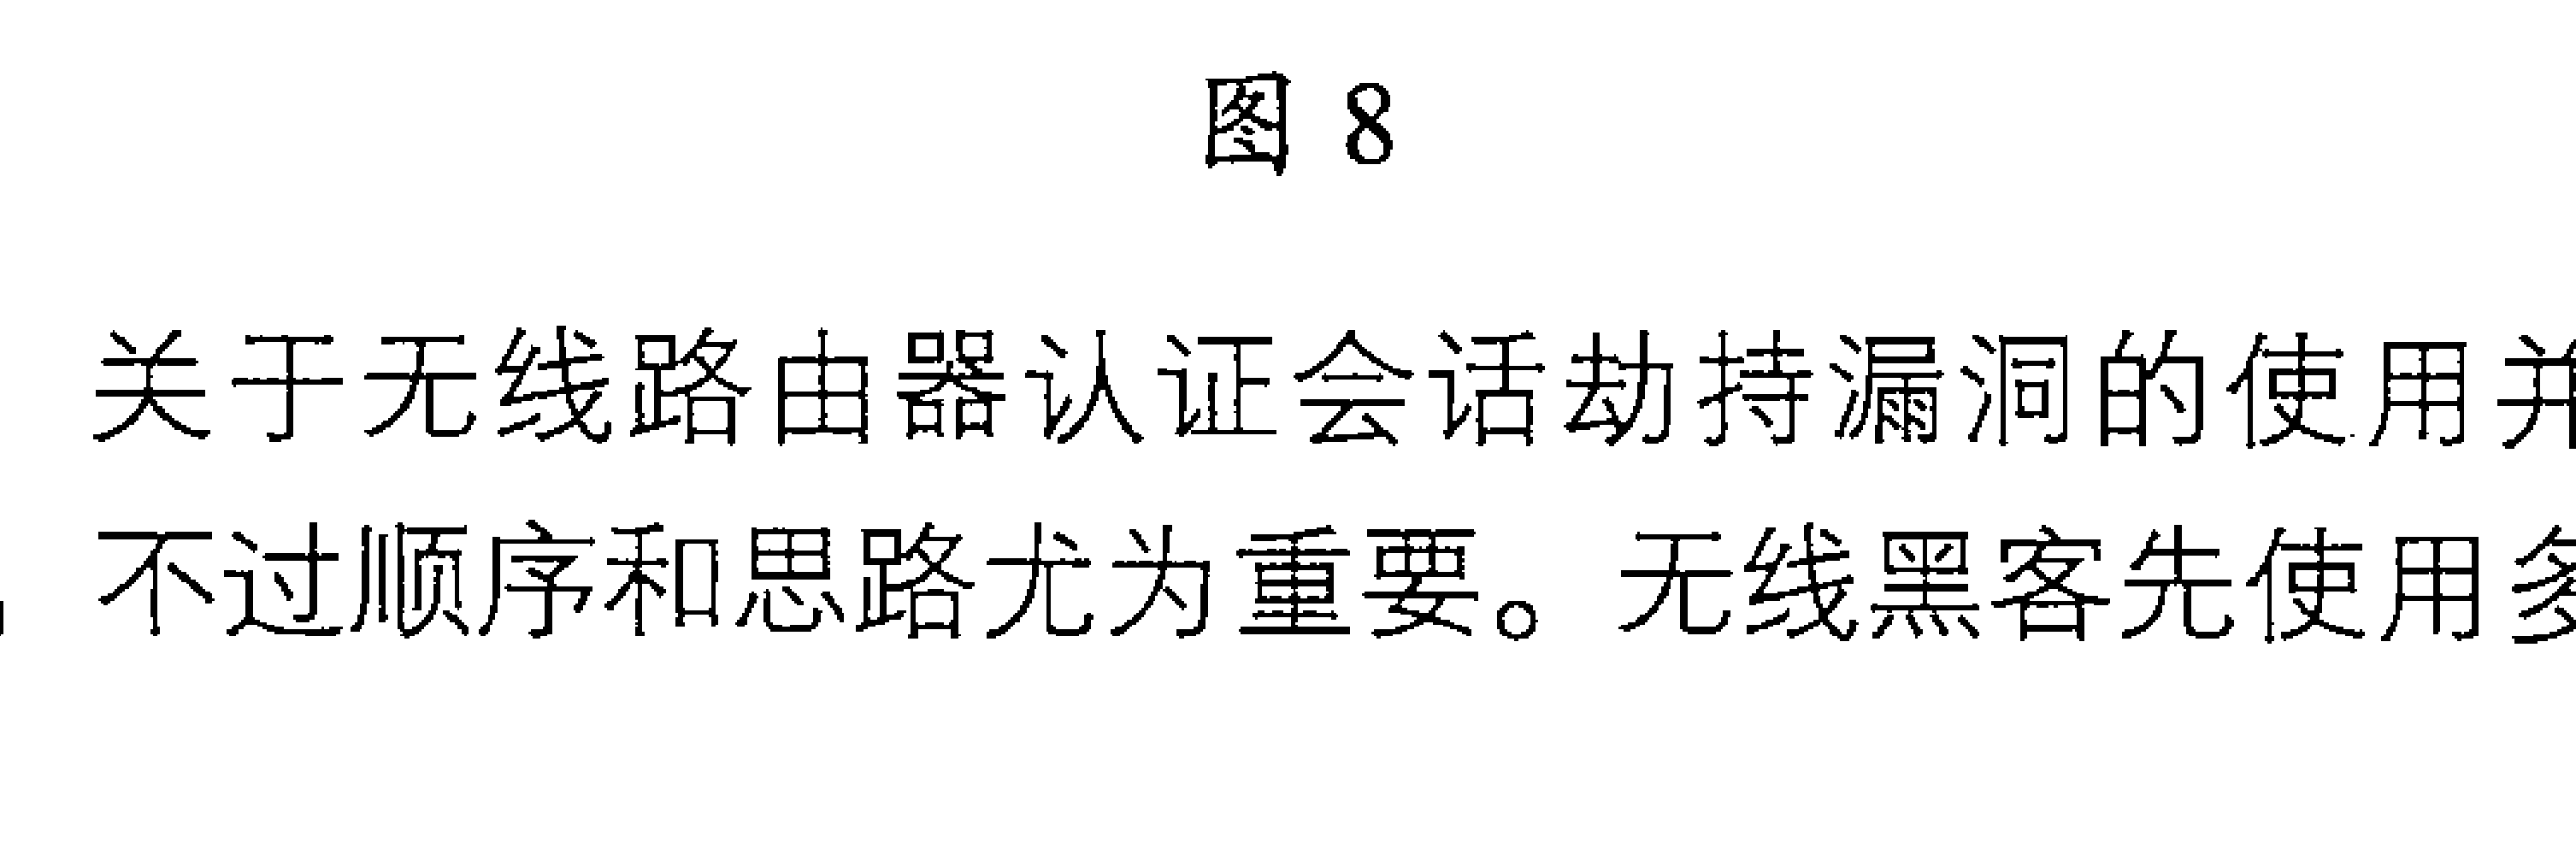 图 8
关于无线路由器认证会话劫持漏洞的使用并
不过顺序和思路尤为重要。无线黑客先使用